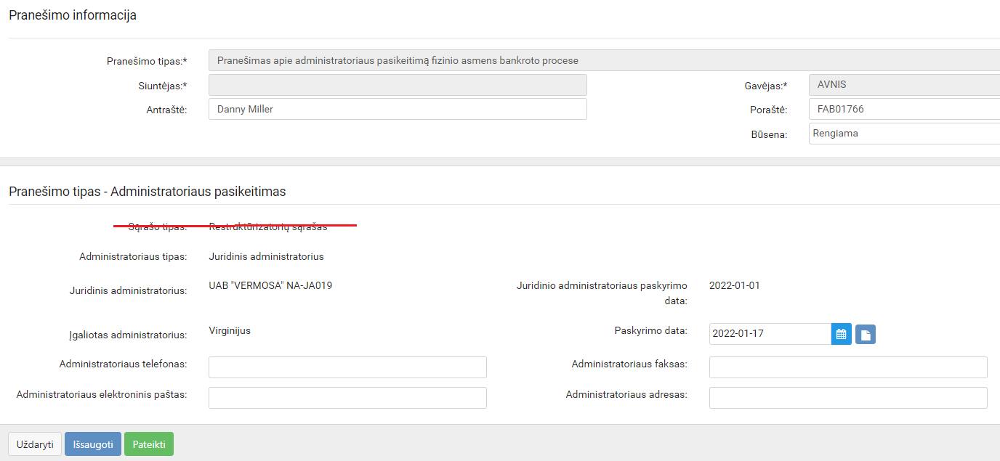 Pranešimo informacija
Pranešimo tipas:* Pranešimas apie administratoriaus pasikeitimą fizinio asmens bankroto procese
Siuntėjas:* Gavėjas:* AVNIS
Antraštė: Danny Miller Poraštė: FAB01766
Būsena: Rengiama
Pranešimo tipas - Administratoriaus pasikeitimas
Sąrašo tipas: Restruktūrizatorių sąrašas
Administratoriaus tipas: Juridinis administratorius
Juridinis administratorius: UAB "VERMOSA" NA-JA019 Juridinio administratoriaus paskyrimo 2022-01-01
data:
Įgaliotas administratorius: Virginijus Paskyrimo data: 2022-01-17
Administratoriaus telefonas: Administratoriaus faksas:
Administratoriaus elektroninis paštas: Administratoriaus adresas:
Uždaryti Išsaugoti Pateikti